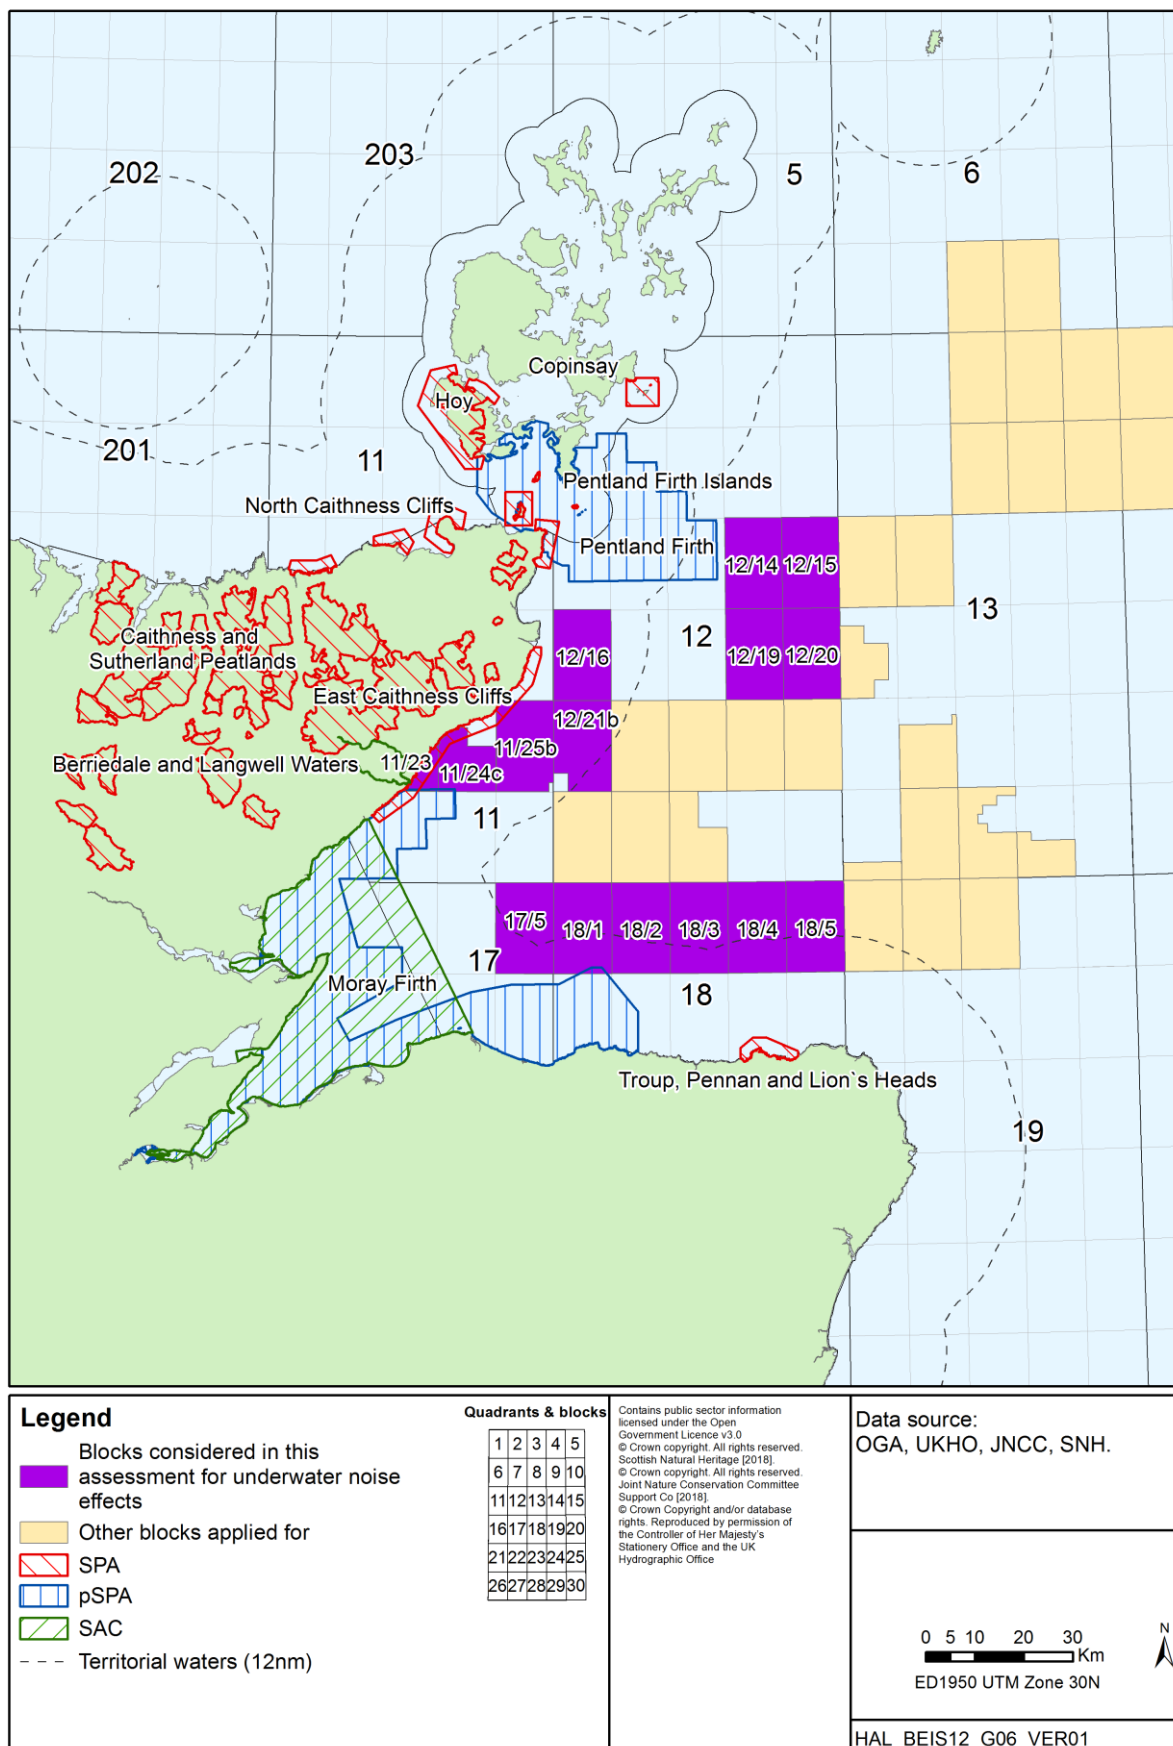 202
203
5
6
Copinsay
Hoy
201
11
Pentland Firth Islands
North Caithness Cliffs
Pentland Firth
12/14
12/15
13
12
Caithness and
Sutherland Peatlands
12/16
12/19
12/20
East Caithness Cliffs
12/21b
11/25b
Berriedale and Langwell Waters
11/23
11/24c
11
17/5
18/1
18/2
18/3
18/4
18/5
17
Moray Firth
18
Troup, Pennan and Lion`s Heads
19
Legend
Blocks considered in this
assessment for underwater noise
effects
Other blocks applied for
SPA
pSPA
SAC
Territorial waters (12nm)
Quadrants & blocks
1 2 3 4 5
6 7 8 9 10
11 12 13 14 15
16 17 18 19 20
21 22 23 24 25
26 27 28 29 30
Contains public sector information
licensed under the Open
Government Licence v3.0
© Crown copyright. All rights reserved.
Scottish Natural Heritage [2018].
© Crown copyright. All rights reserved.
Joint Nature Conservation Committee
Support Co [2018].
© Crown Copyright and/or database
rights. Reproduced by permission of
the Controller of Her Majesty's
Stationery Office and the UK
Hydrographic Office
Data source:
OGA, UKHO, JNCC, SNH.
0 5 10 20 30
Km
N
ED1950 UTM Zone 30N
HAL_BEIS12_G06_VER01